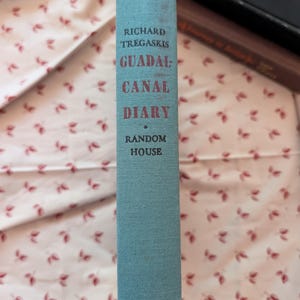 RICHARD
TREGASKIS
GUADAL-
CANAL
DIARY
•
RANDOM
HOUSE